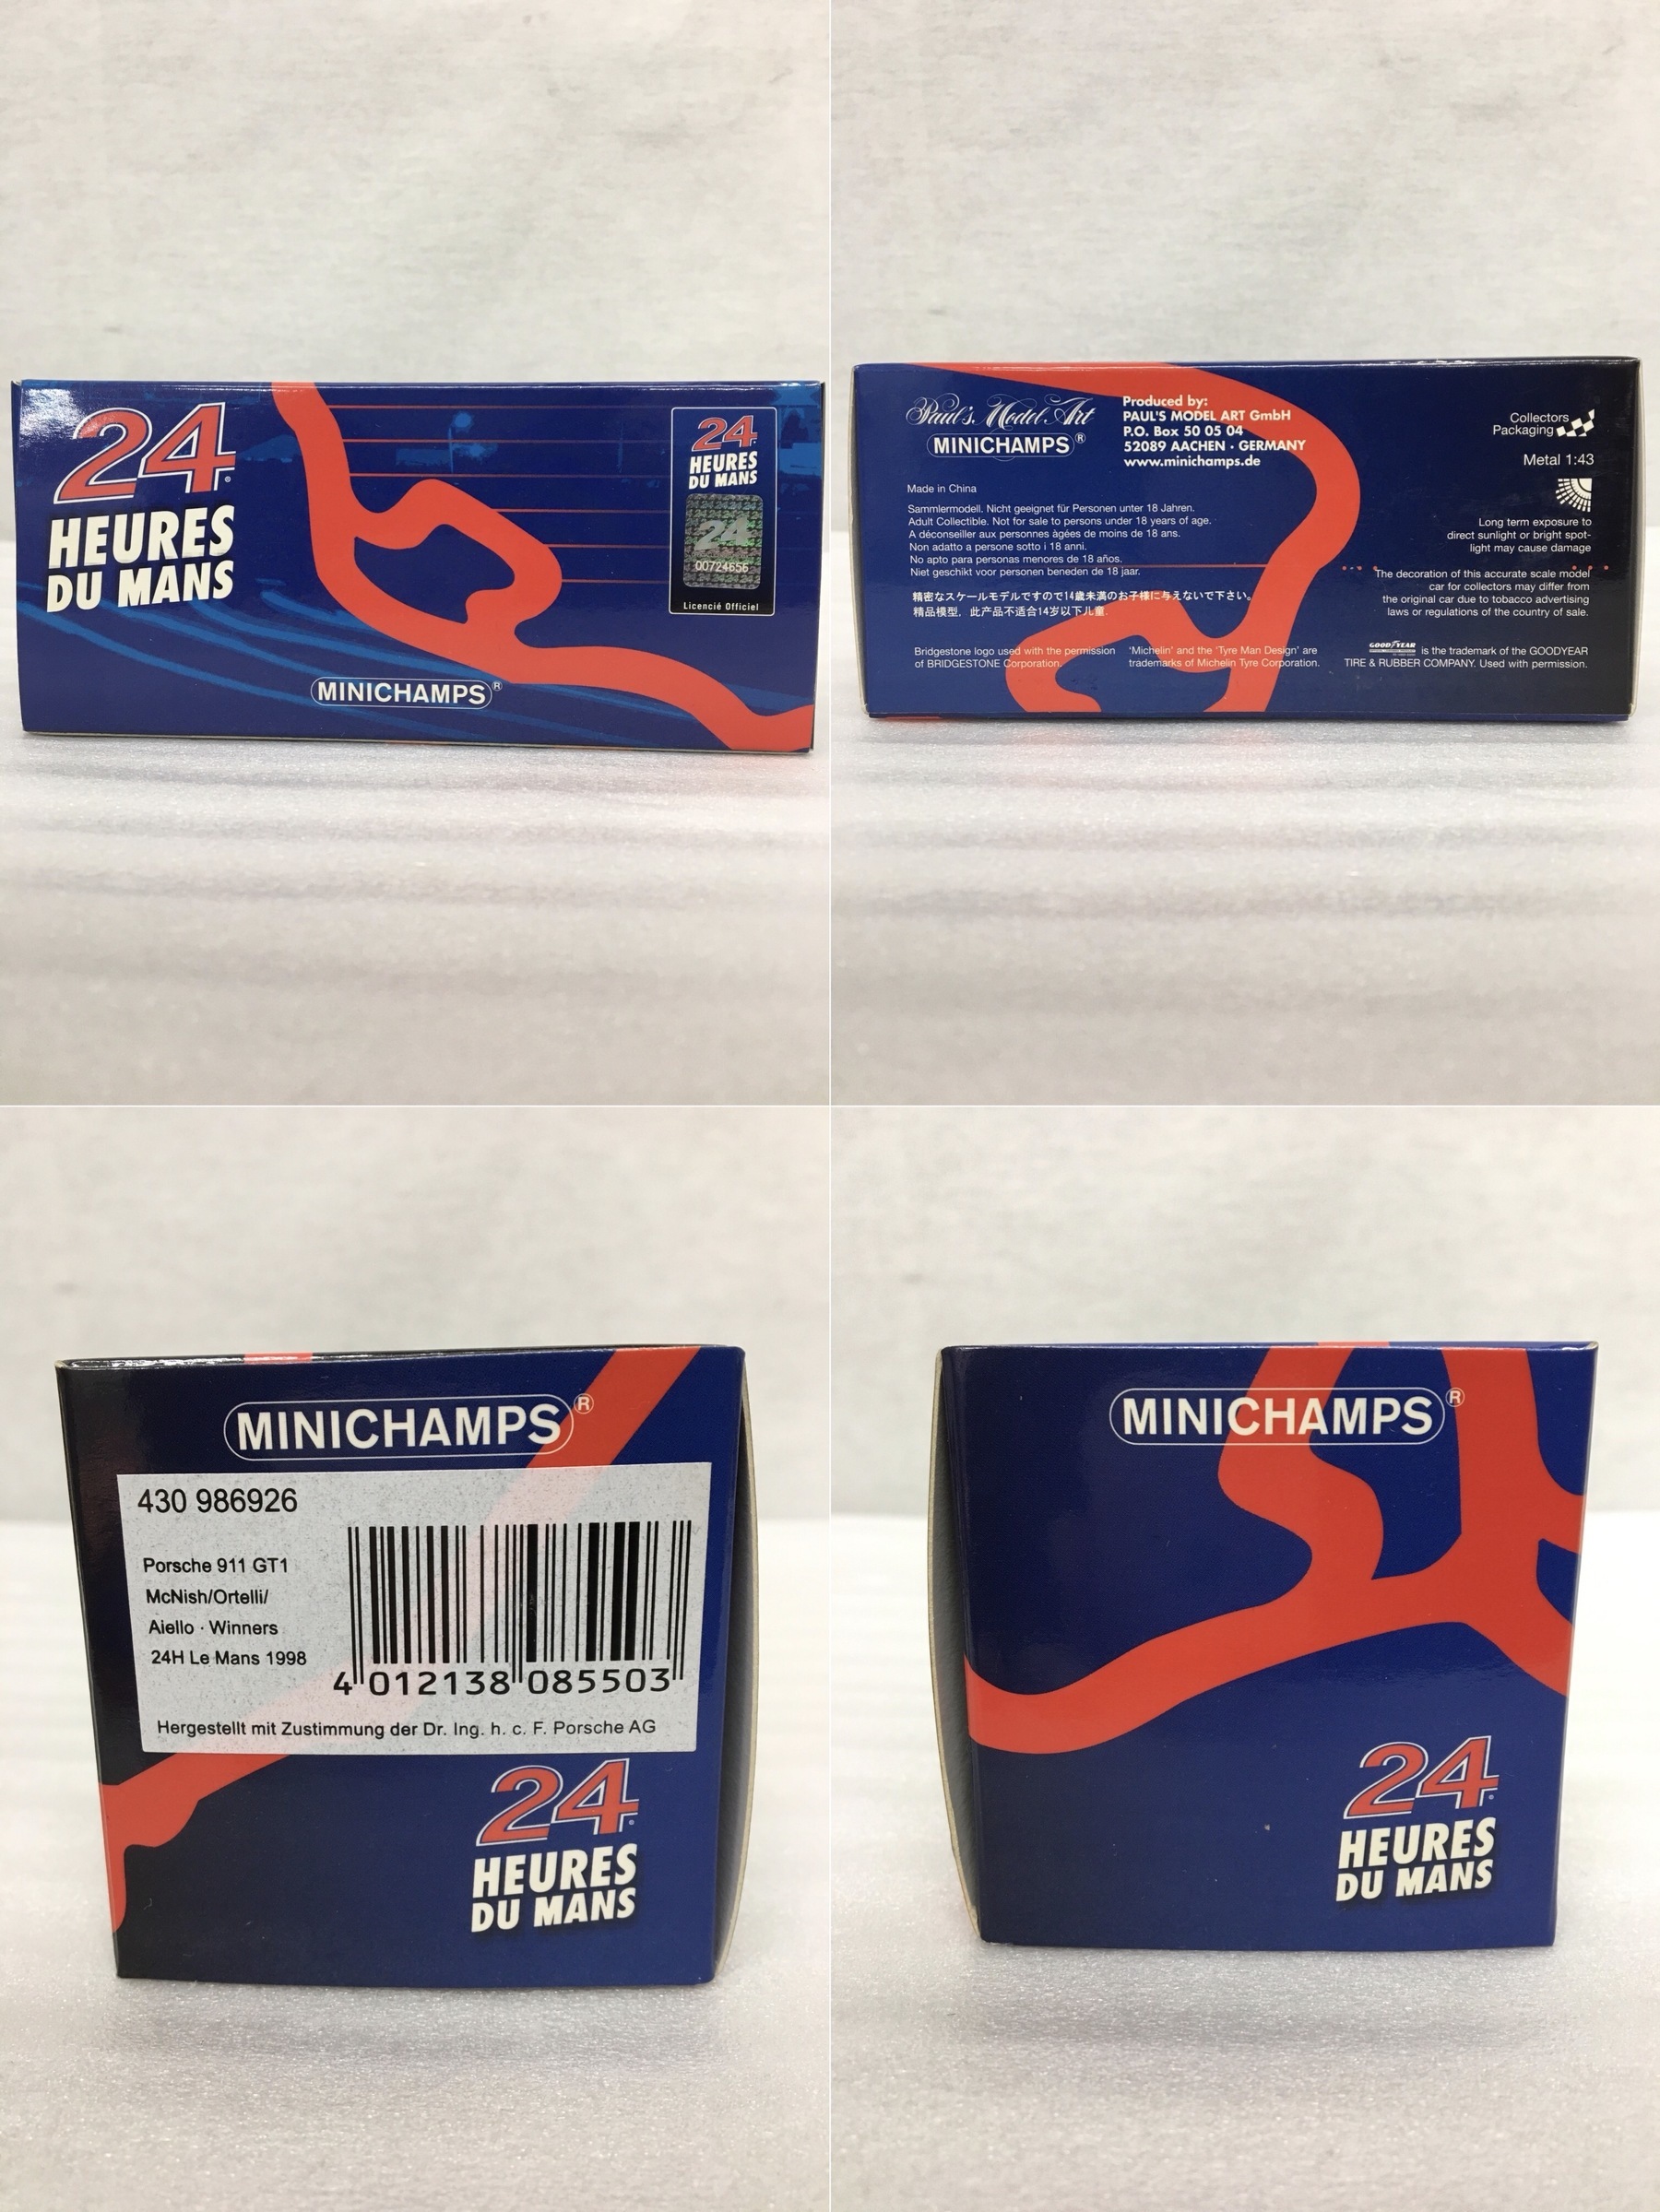 24
HEURES
DU MANS
MINICHAMPS®
24
HEURES
DU MANS
24
00724656
Licencié Officiel
Paul's Model Art
MINICHAMPS®
Produced by:
PAUL'S MODEL ART GmbH
P.O. Box 50 05 04
52089 AACHEN · GERMANY
www.minichamps.de
Collectors
Packaging
Metal 1:43
Made in China
Sammlermodell. Nicht geeignet für Personen unter 18 Jahren.
Adult Collectible. Not for sale to persons under 18 years of age.
A déconseiller aux personnes âgées de moins de 18 ans.
Non adatto a persone sotto i 18 anni.
No apto para personas menores de 18 años.
Niet geschikt voor personen beneden de 18 jaar.
精密なスケールモデルですので14歳未満のお子様に与えないで下さい。
精品模型，此产品不适合14岁以下儿童.
Long term exposure to
direct sunlight or bright spot-
light may cause damage
The decoration of this accurate scale model
car for collectors may differ from
the original car due to tobacco advertising
laws or regulations of the country of sale.
Bridgestone logo used with the permission
of BRIDGESTONE Corporation.
'Michelin' and the 'Tyre Man Design' are
trademarks of Michelin Tyre Corporation.
GOODYEAR is the trademark of the GOODYEAR
TIRE & RUBBER COMPANY. Used with permission.
MINICHAMPS®
430 986926
Porsche 911 GT1
McNish/Ortelli/
Aiello · Winners
24H Le Mans 1998
4 012138 085503
Hergestellt mit Zustimmung der Dr. Ing. h. c. F. Porsche AG
24
HEURES
DU MANS
MINICHAMPS®
24
HEURES
DU MANS